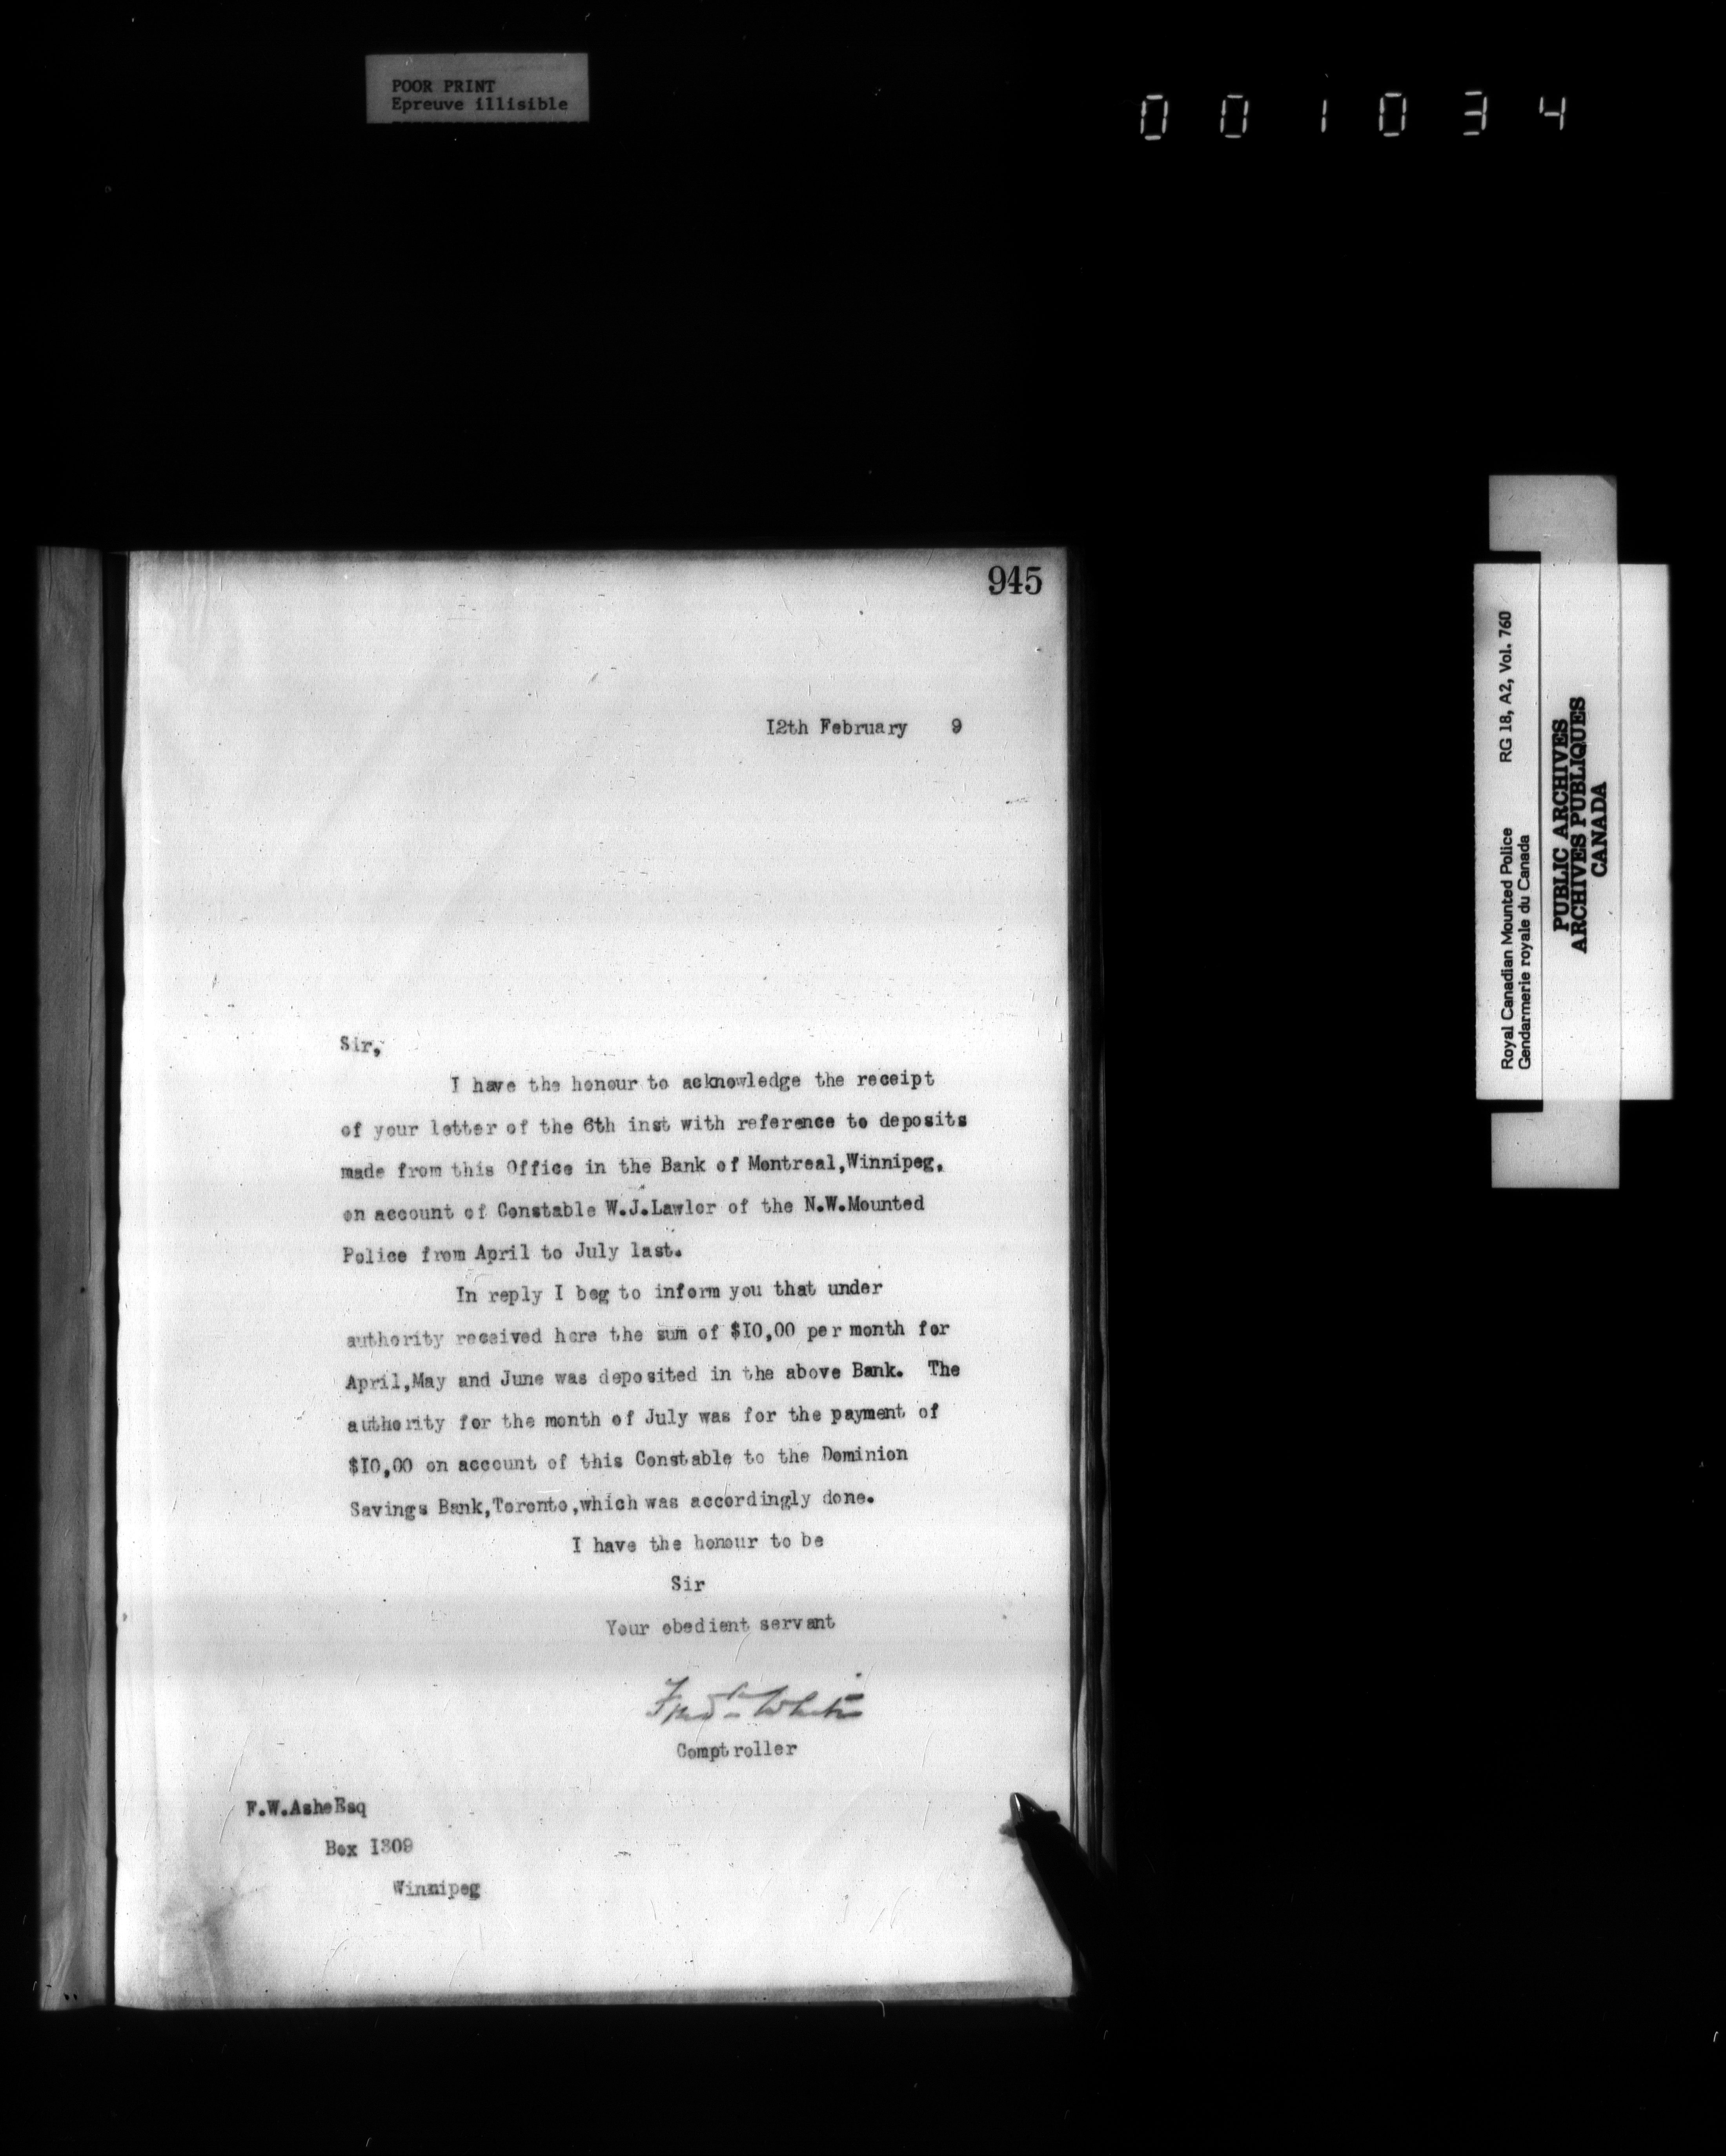 POOR PRINT
Epreuve illisible
001034
945
12th February 9
Sir,
I have the honour to acknowledge the receipt
of your letter of the 6th inst with reference to deposits
made from this Office in the Bank of Montreal,Winnipeg,
on account of Constable W.J.Lawlor of the N.W.Mounted
Police from April to July last.
In reply I beg to inform you that under
authority received here the sum of $10,00 per month for
April,May and June was deposited in the above Bank. The
authority for the month of July was for the payment of
$10,00 on account of this Constable to the Dominion
Savings Bank,Toronto,which was accordingly done.
I have the honour to be
Sir
Your obedient servant
Fred White
Comptroller
F.W.Ashe Esq
Box 1309
Winnipeg
Royal Canadian Mounted Police RG 18, A2, Vol. 760
Gendarmerie royale du Canada
PUBLIC ARCHIVES
ARCHIVES PUBLIQUES
CANADA